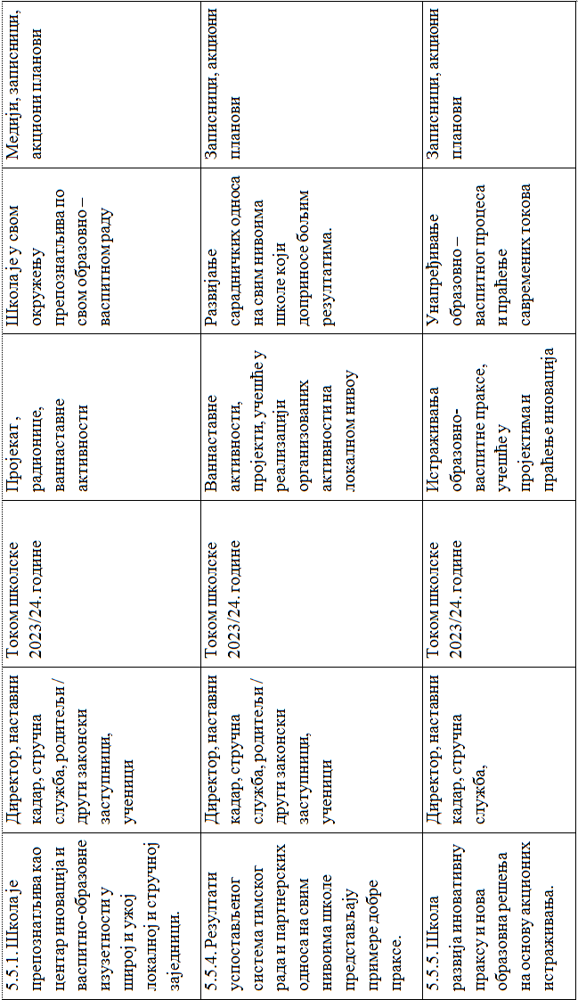 5.5.1. Школа је
препознатљива као
центар иновација и
васпитно-образовне
изузетности у
широј и ужој
локалној и стручној
заједници.
Директор, наставни
кадар, стручна
служба, родитељи /
други законски
заступници,
ученици
Током школске
2023/24. године
Пројекат ,
радионице,
ваннаставне
активности
Школа је у свом
окружењу
препознатљива по
свом образовно –
васпитном раду
Медији, записници,
акциони планови
5.5.4. Резултати
успостављеног
система тимског
рада и партнерских
односа на свим
нивоима школе
представљају
примере добре
праксе.
Директор, наставни
кадар, стручна
служба, родитељи /
други законски
заступници,
ученици
Током школске
2023/24. године
Ваннаставне
активности,
пројекти, учешће у
реализацији
организованих
активности на
локалном нивоу
Развијање
сарадничких односа
на свим нивоима
школе који
доприносе бољим
резултатима.
Записници, акциони
планови
5.5.5. Школа
развија иновативну
праксу и нова
образовна решења
на основу акционих
истраживања.
Директор, наставни
кадар, стручна
служба,
Током школске
2023/24. године
Истраживања
образовно-
васпитне праксе,
учешће у
пројектима и
праћење иновација
Унапређивање
образовно –
васпитног процеса
и праћење
савремених токова
Записници, акциони
планови